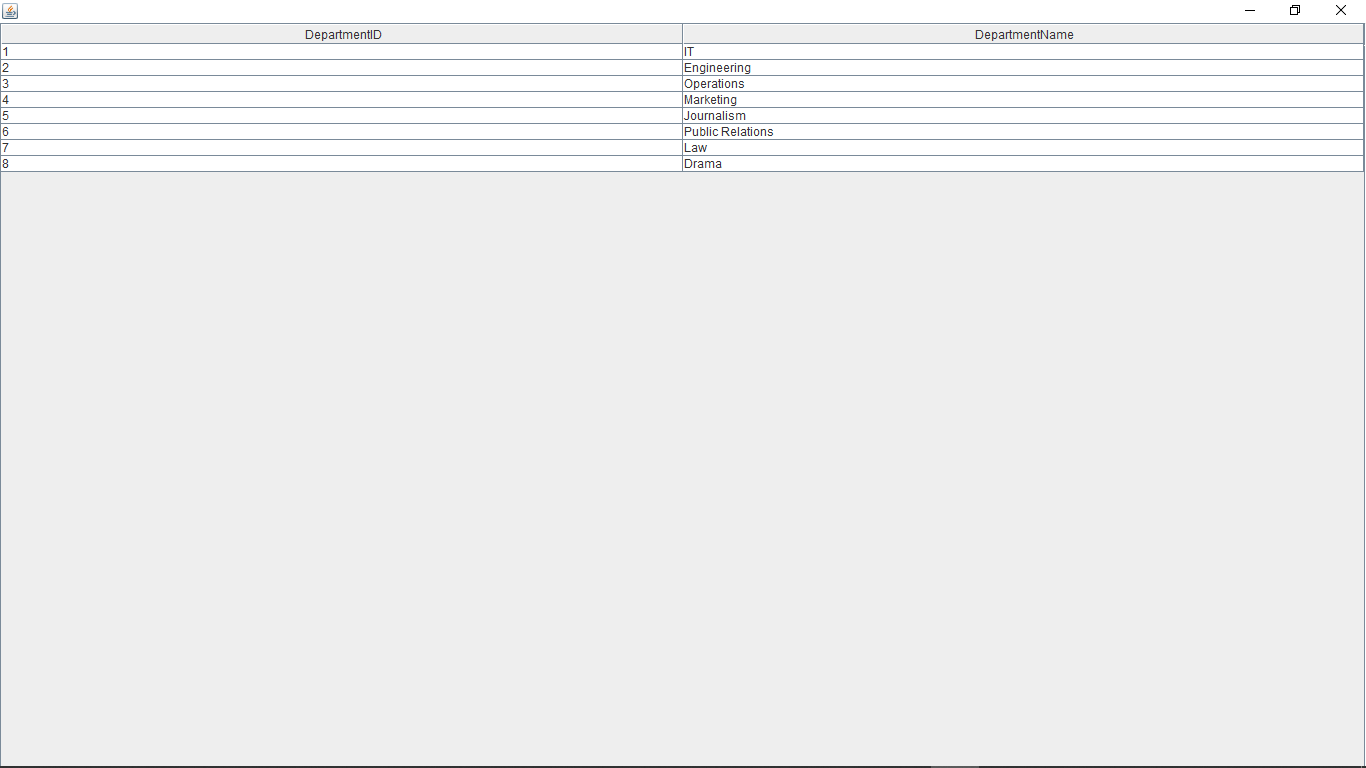 DepartmentID DepartmentName
1 IT
2 Engineering
3 Operations
4 Marketing
5 Journalism
6 Public Relations
7 Law
8 Drama